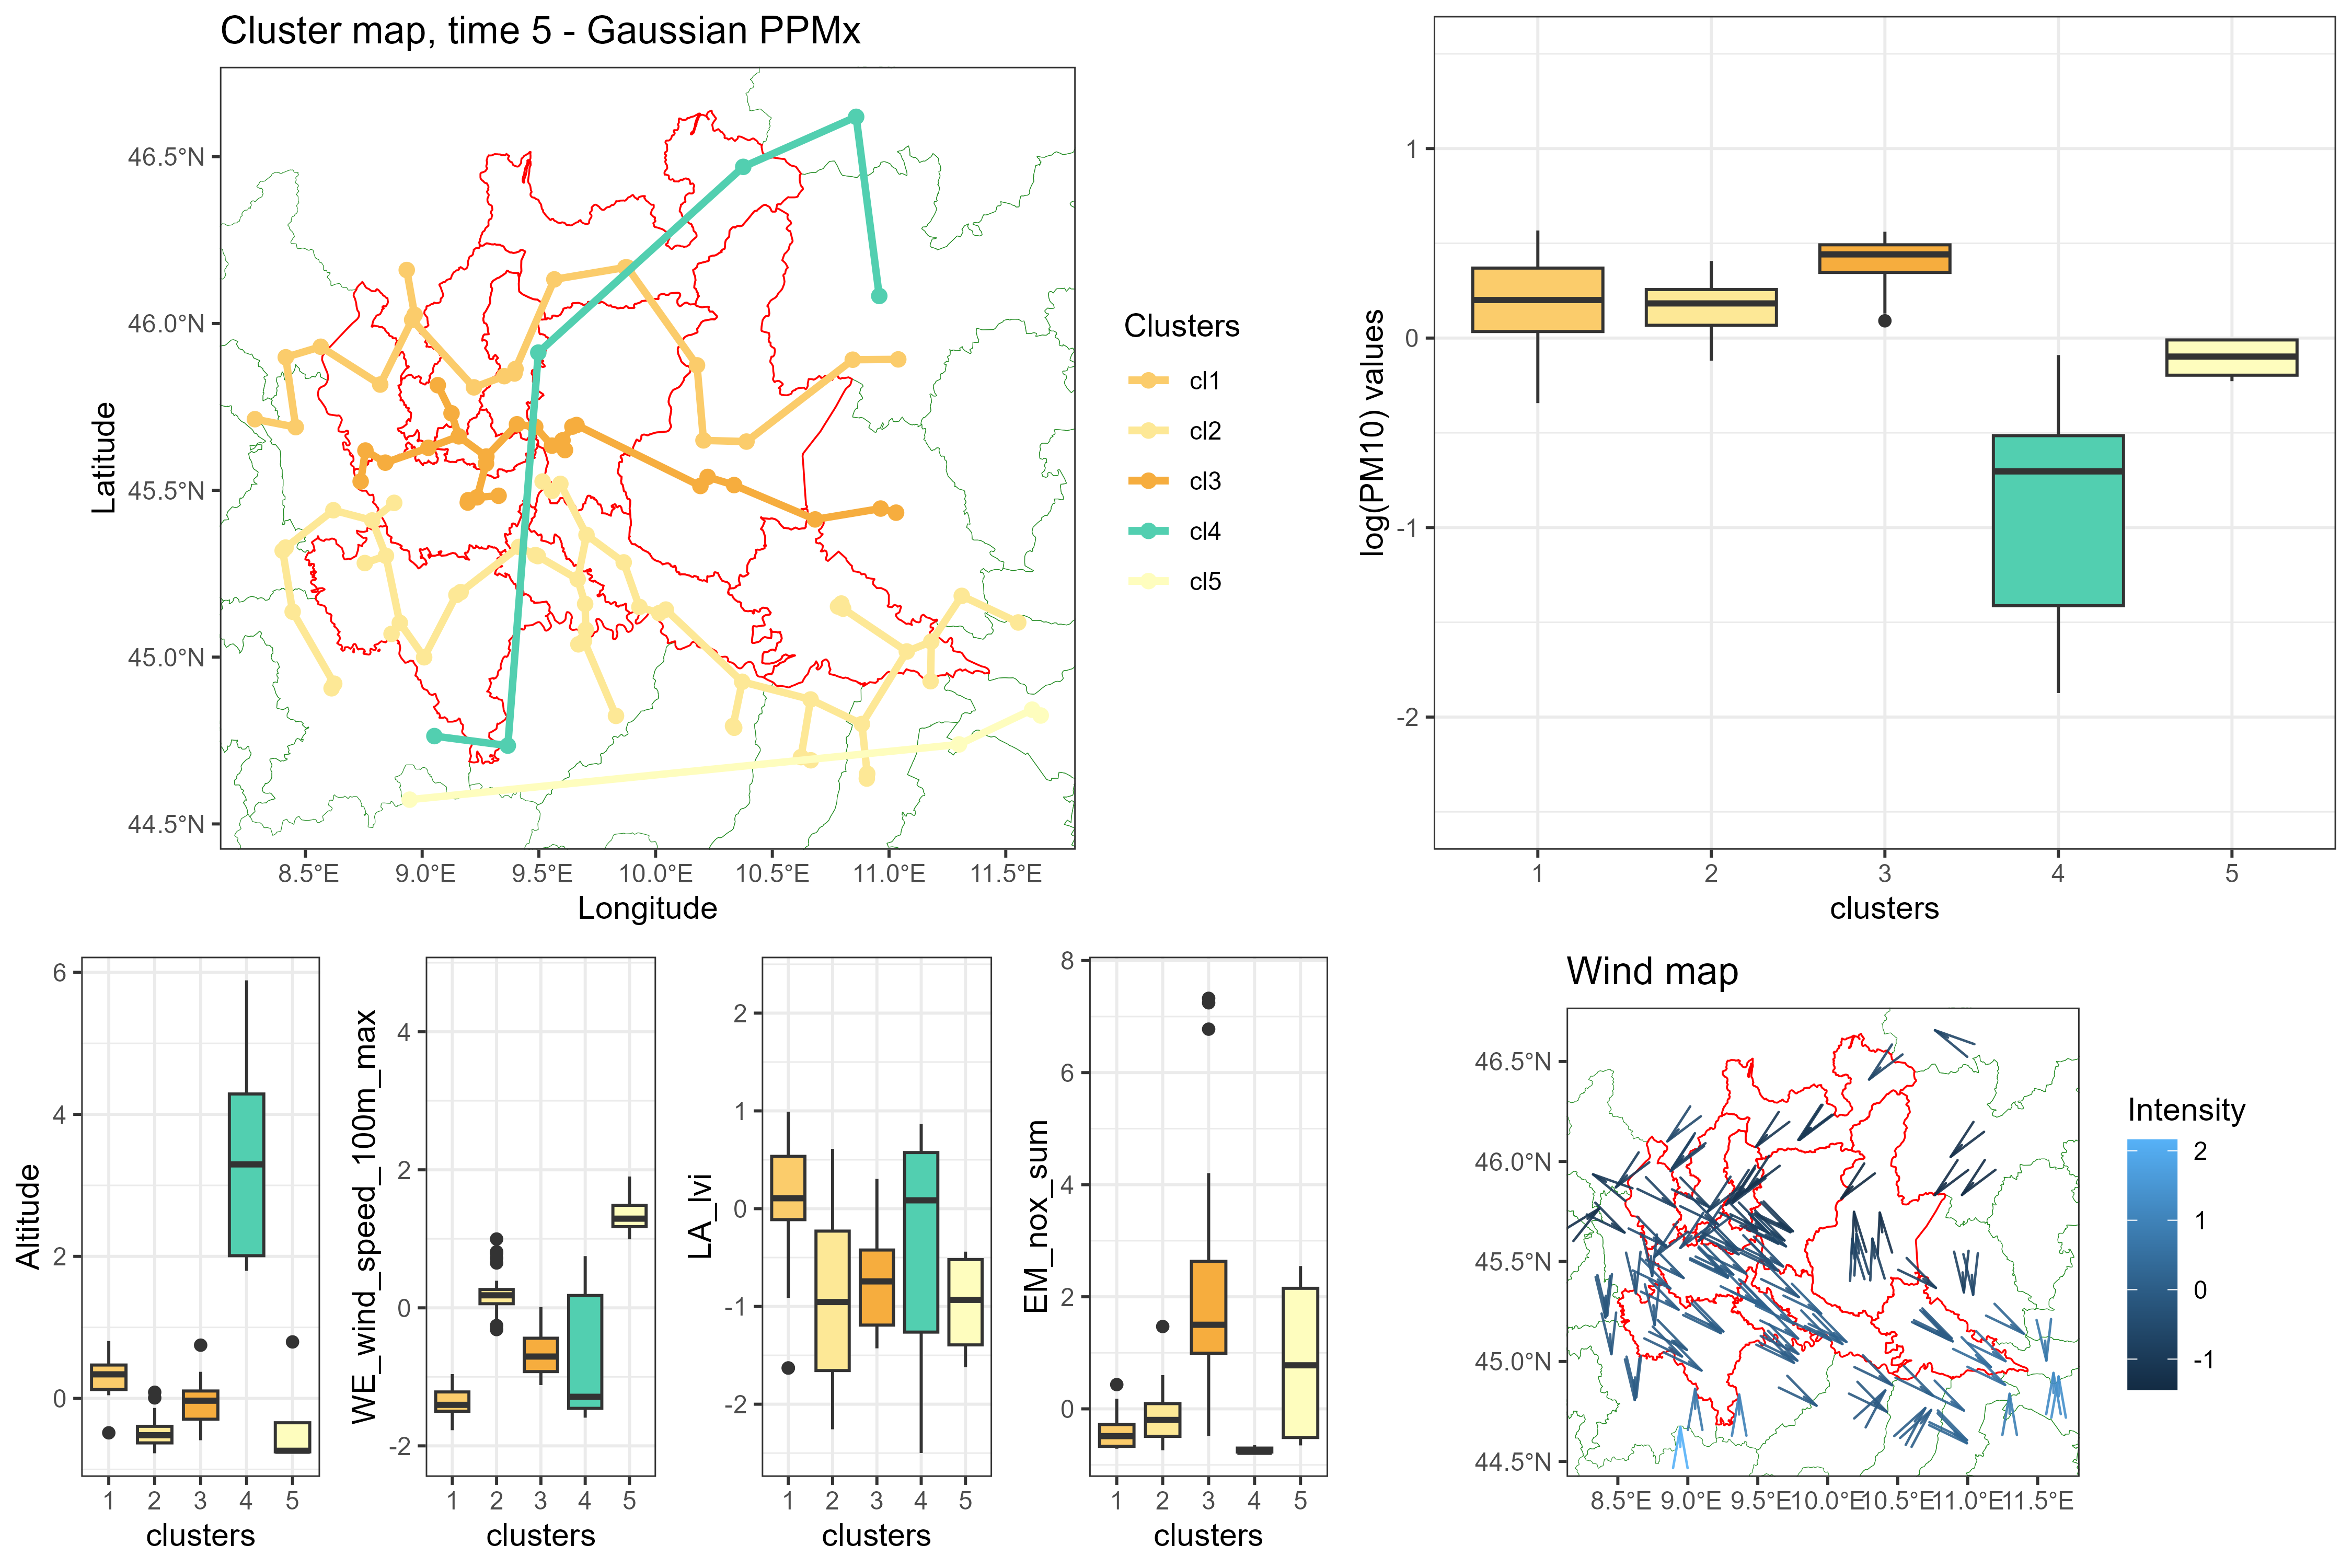 Cluster map, time 5 - Gaussian PPMx
Latitude
46.5°N
46.0°N
45.5°N
45.0°N
44.5°N
8.5°E 9.0°E 9.5°E 10.0°E 10.5°E 11.0°E 11.5°E
Longitude
Clusters
cl1
cl2
cl3
cl4
cl5
log(PM10) values
1
0
-1
-2
1 2 3 4 5
clusters
Altitude
6
4
2
0
1 2 3 4 5
clusters
WE_wind_speed_100m_max
4
2
0
-2
1 2 3 4 5
clusters
LA_lvi
2
1
0
-1
-2
1 2 3 4 5
clusters
EM_nox_sum
8
6
4
2
0
1 2 3 4 5
clusters
Wind map
46.5°N
46.0°N
45.5°N
45.0°N
44.5°N
8.5°E 9.0°E 9.5°E 10.0°E 10.5°E 11.0°E 11.5°E
Intensity
2
1
0
-1